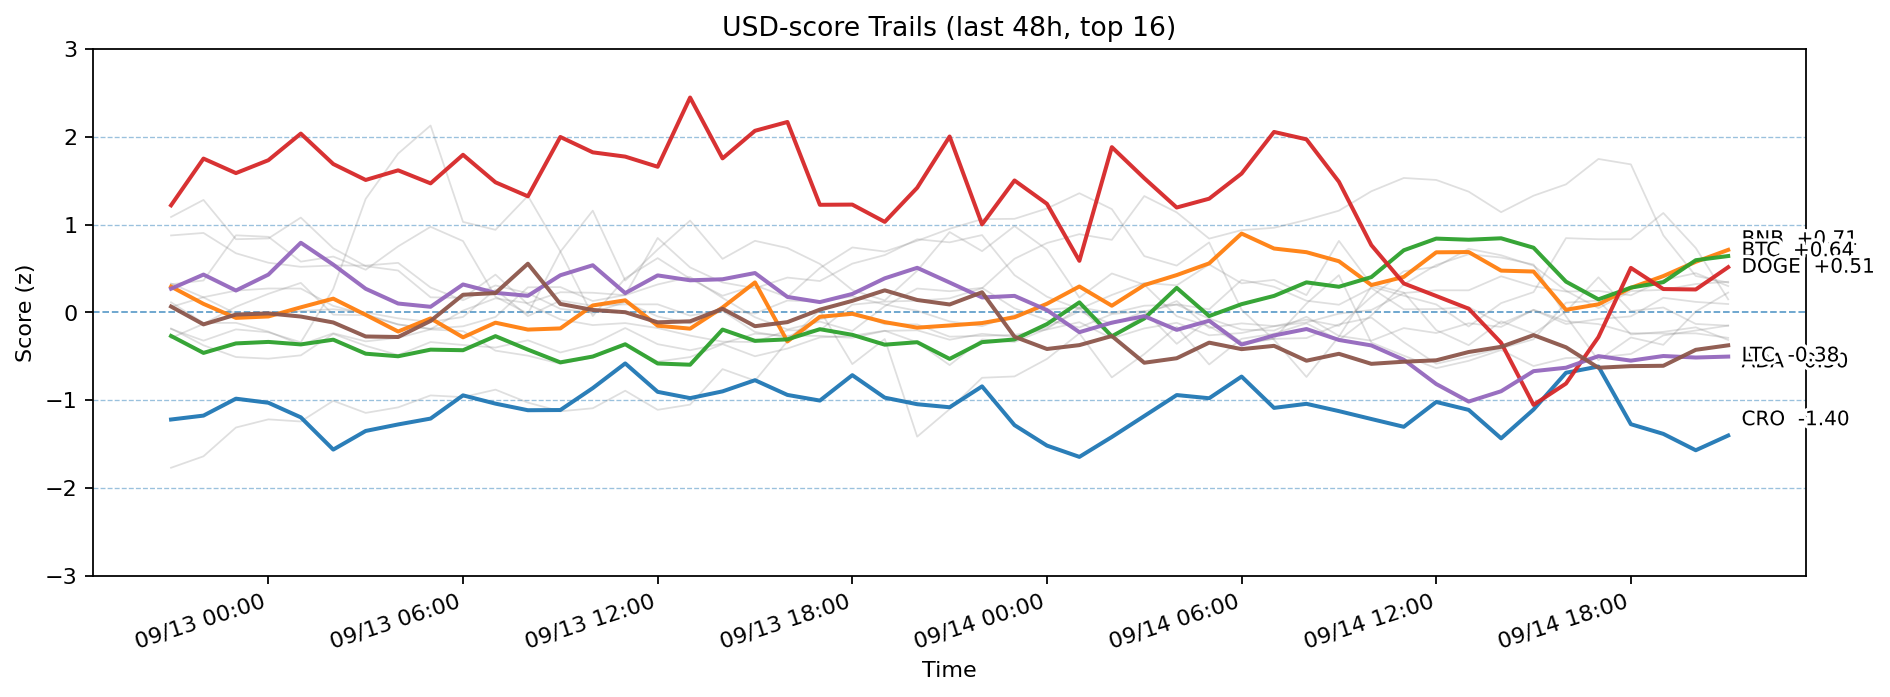 USD-score Trails (last 48h, top 16)
Score (z)
3
2
1
0
−1
−2
−3
BNB +0.71
BTC +0.64
DOGE +0.51
LTC -0.38
CRO -1.40
09/13 00:00
09/13 06:00
09/13 12:00
09/13 18:00
09/14 00:00
09/14 06:00
09/14 12:00
09/14 18:00
Time